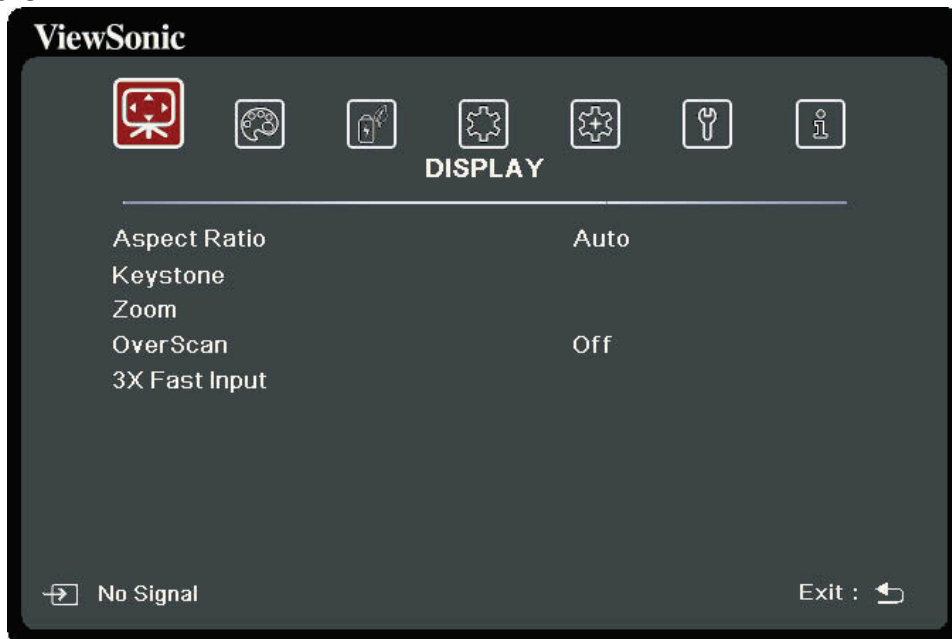 ViewSonic
DISPLAY
Aspect Ratio Auto
Keystone
Zoom
OverScan Off
3X Fast Input
No Signal Exit :